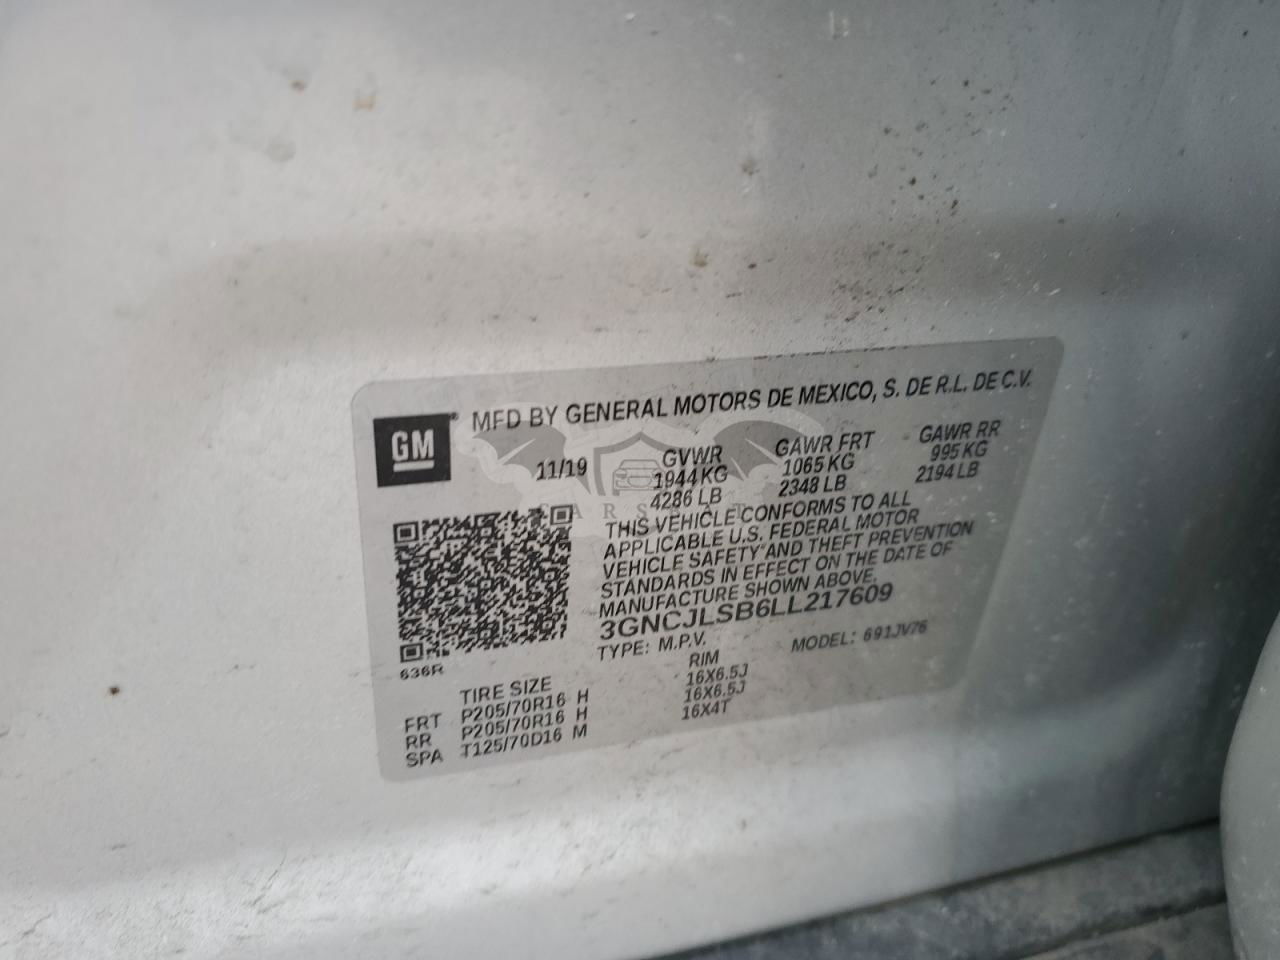 GM
MFD BY GENERAL MOTORS DE MEXICO, S. DE R.L. DE C.V.
11/19 GVWR GAWR FRT GAWR RR
1944 KG 1065 KG 995 KG
4286 LB 2348 LB 2194 LB
THIS VEHICLE CONFORMS TO ALL
APPLICABLE U.S. FEDERAL MOTOR
VEHICLE SAFETY AND THEFT PREVENTION
STANDARDS IN EFFECT ON THE DATE OF
MANUFACTURE SHOWN ABOVE.
3GNCJLSB6LL217609
TYPE: M.P.V. MODEL: 691JV76
636R
TIRE SIZE RIM
FRT P205/70R16 H 16X6.5J
RR P205/70R16 H 16X6.5J
SPA T125/70D16 M 16X4T